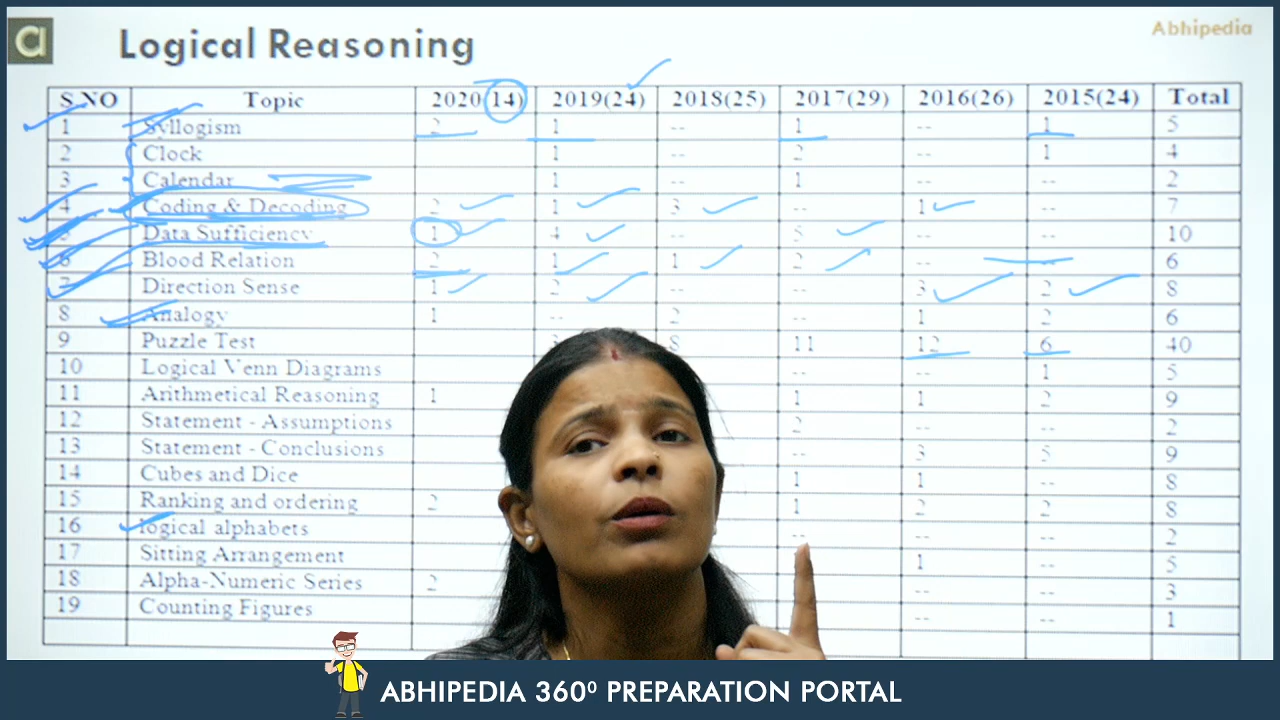 a
Logical Reasoning
Abhipedia
S.NO Topic 2020(14) 2019(24) 2018(25) 2017(29) 2016(26) 2015(24) Total
1 Syllogism 2 1 -- 1 -- 1 5
2 Clock 1 -- 2 -- 1 4
3 Calendar 1 -- 1 -- -- 2
4 Coding & Decoding 2 1 3 -- 1 -- 7
5 Data Sufficiency 1 4 -- 5 -- -- 10
6 Blood Relation 2 1 1 2 -- 6
7 Direction Sense 1 2 -- -- 3 2 8
8 Analogy 1 -- 2 -- 1 2 6
9 Puzzle Test 3 8 11 12 6 40
10 Logical Venn Diagrams -- -- 1 5
11 Arithmetical Reasoning 1 1 1 2 9
12 Statement - Assumptions 2 -- -- 2
13 Statement - Conclusions -- 3 5 9
14 Cubes and Dice 1 1 -- 8
15 Ranking and ordering 2 1 2 2 8
16 logical alphabets -- -- -- 2
17 Sitting Arrangement 1 -- 5
18 Alpha-Numeric Series 2 -- -- 3
19 Counting Figures -- -- 1
ABHIPEDIA 360⁰ PREPARATION PORTAL